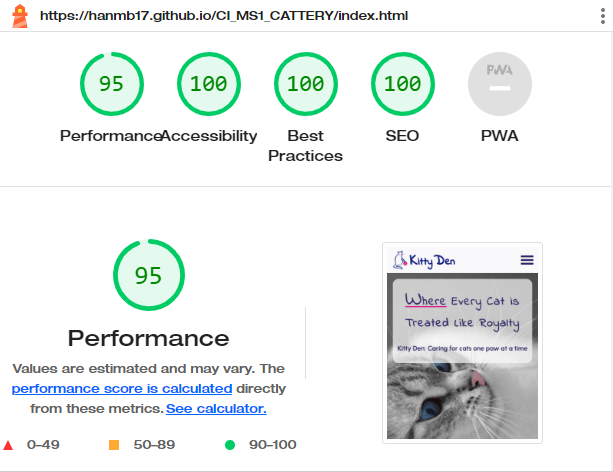 https://hanmb17.github.io/CI_MS1_CATTERY/index.html
95
100
100
100
PWA
Performance
Accessibility
Best
Practices
SEO
PWA
95
Performance
Values are estimated and may vary. The
performance score is calculated directly
from these metrics. See calculator.
0–49
50–89
90–100
Kitty Den
Where Every Cat is
Treated Like Royalty
Kitty Den: Caring for cats one paw at a time